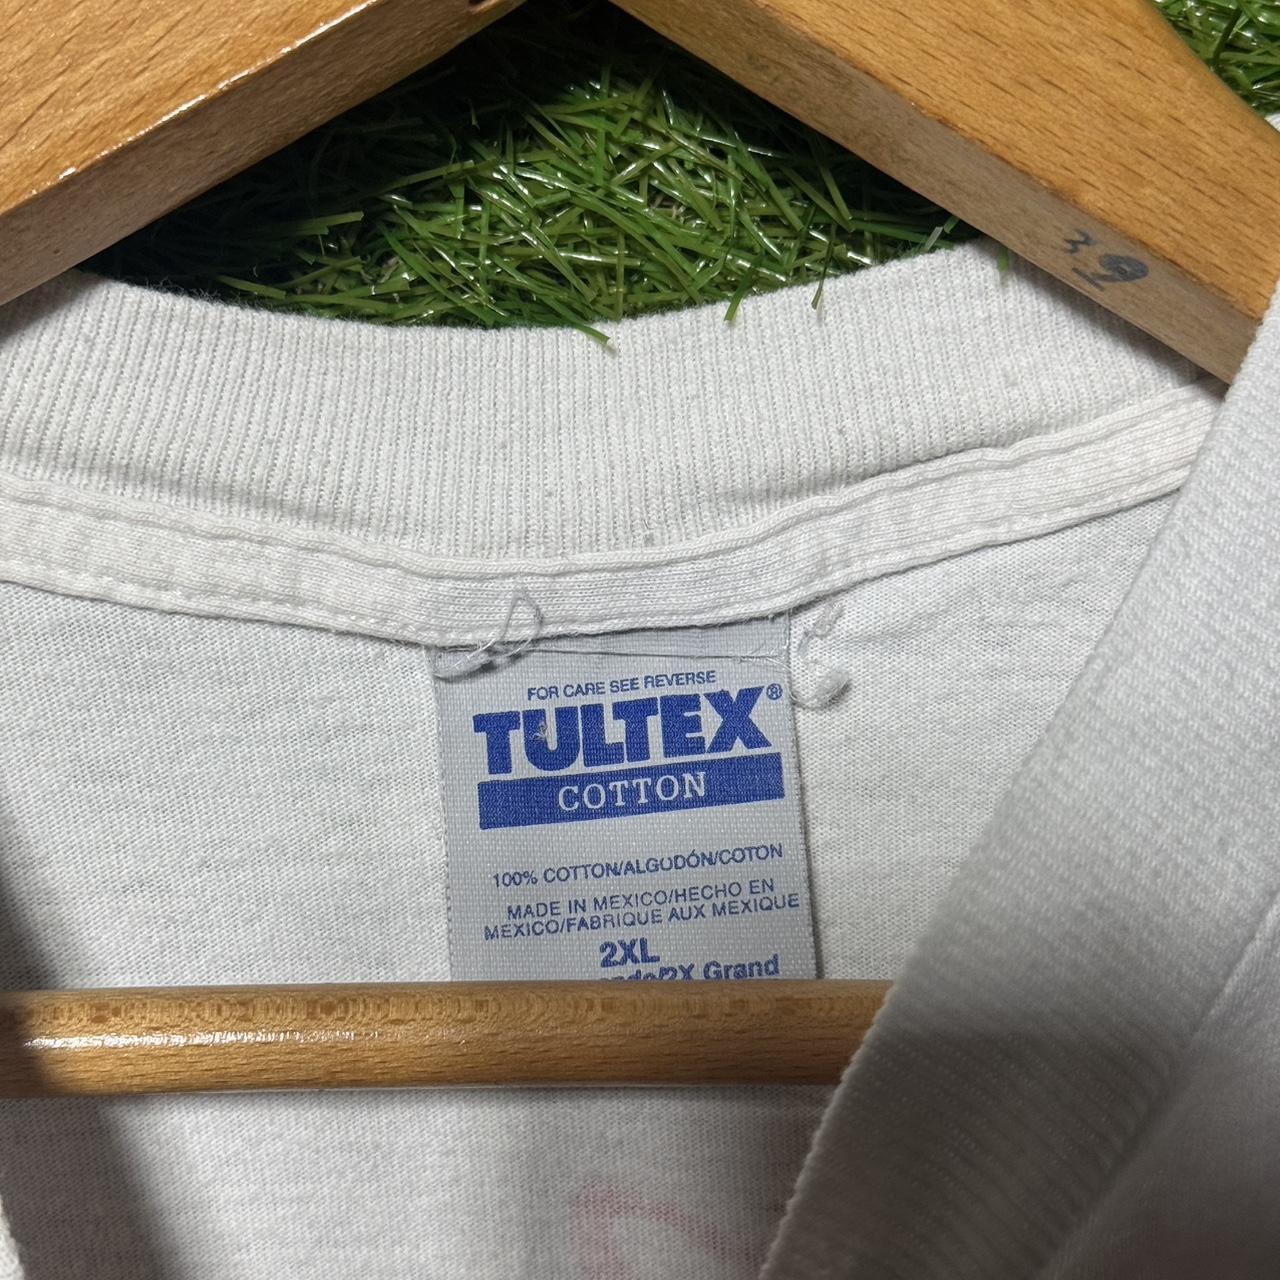 39
FOR CARE SEE REVERSE
TULTEX®
COTTON
100% COTTON/ALGODÓN/COTON
MADE IN MEXICO/HECHO EN
MEXICO/FABRIQUE AUX MEXIQUE
2XL
2X Grand